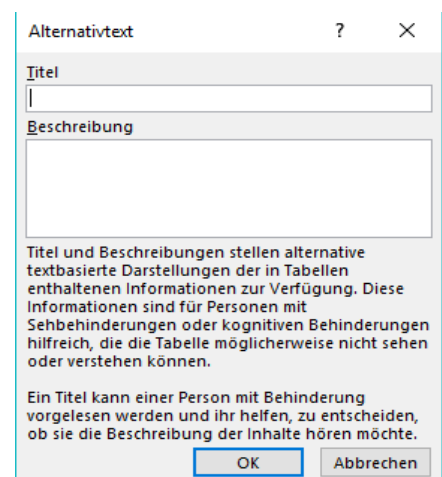 Alternativtext ? ×
Titel
Beschreibung
Titel und Beschreibungen stellen alternative
textbasierte Darstellungen der in Tabellen
enthaltenen Informationen zur Verfügung. Diese
Informationen sind für Personen mit
Sehbehinderungen oder kognitiven Behinderungen
hilfreich, die die Tabelle möglicherweise nicht sehen
oder verstehen können.
Ein Titel kann einer Person mit Behinderung
vorgelesen werden und ihr helfen, zu entscheiden,
ob sie die Beschreibung der Inhalte hören möchte.
OK Abbrechen